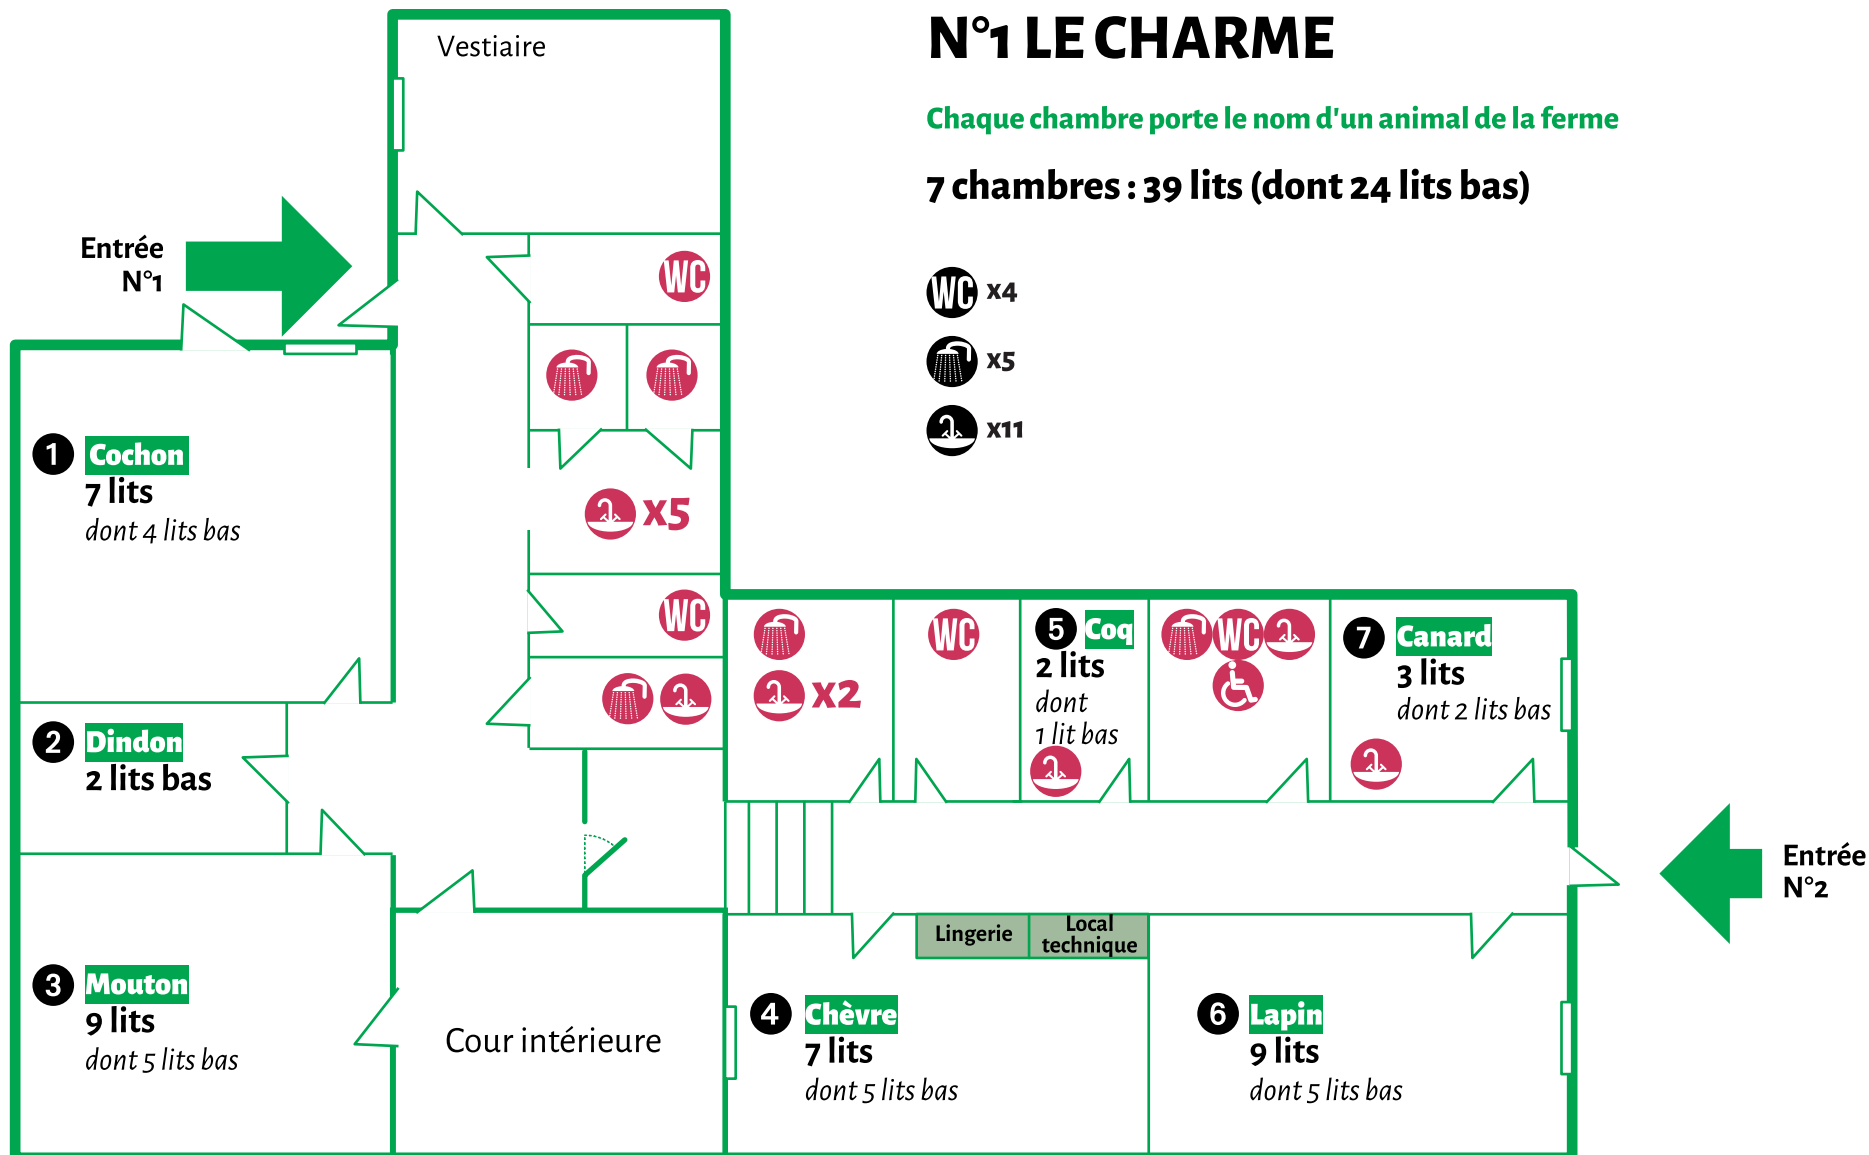 Vestiaire
N°1 LE CHARME
Chaque chambre porte le nom d'un animal de la ferme
7 chambres : 39 lits (dont 24 lits bas)
WC x4
x5
x11
Entrée
N°1
WC
1 Cochon
7 lits
dont 4 lits bas
x5
WC
2 Dindon
2 lits bas
x2
WC
5 Coq
2 lits
dont
1 lit bas
WC
7 Canard
3 lits
dont 2 lits bas
Entrée
N°2
Lingerie
Local
technique
3 Mouton
9 lits
dont 5 lits bas
Cour intérieure
4 Chèvre
7 lits
dont 5 lits bas
6 Lapin
9 lits
dont 5 lits bas